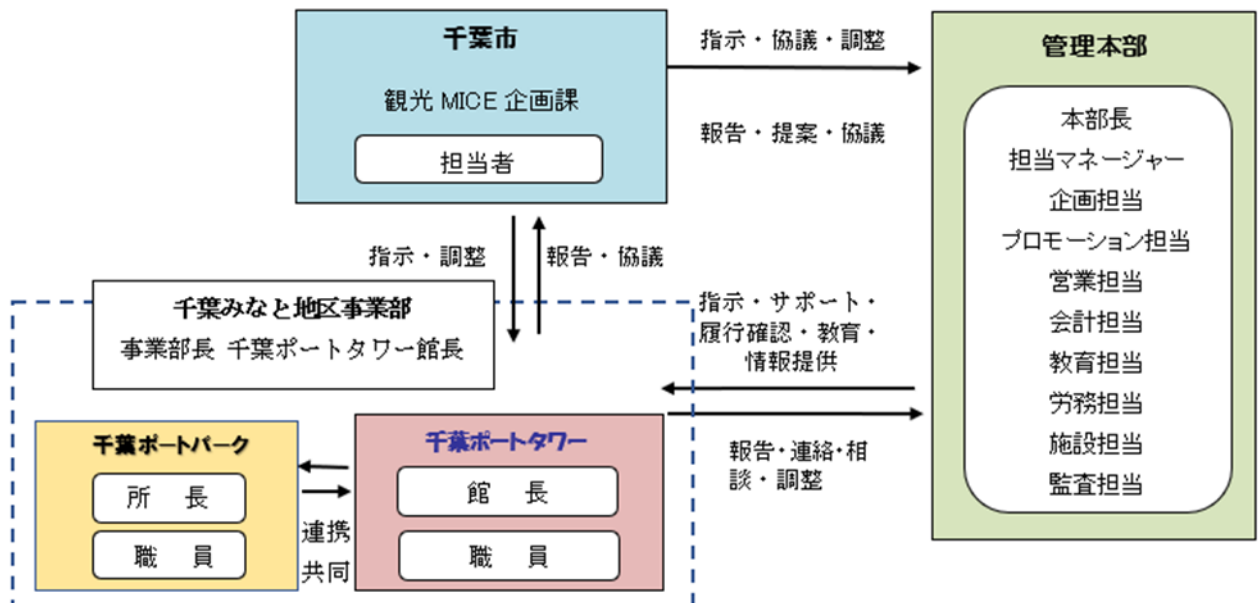 千葉市
観光 MICE 企画課
担当者
指示・協議・調整
報告・提案・協議
管理本部
本部長
担当マネージャー
企画担当
プロモーション担当
営業担当
会計担当
教育担当
労務担当
施設担当
監査担当
指示・調整
報告・協議
千葉みなと地区事業部
事業部長 千葉ポートタワー館長
指示・サポート・
履行確認・教育・
情報提供
報告・連絡・相
談・調整
千葉ポートパーク
所 長
職 員
連携
共同
千葉ポートタワー
館 長
職 員